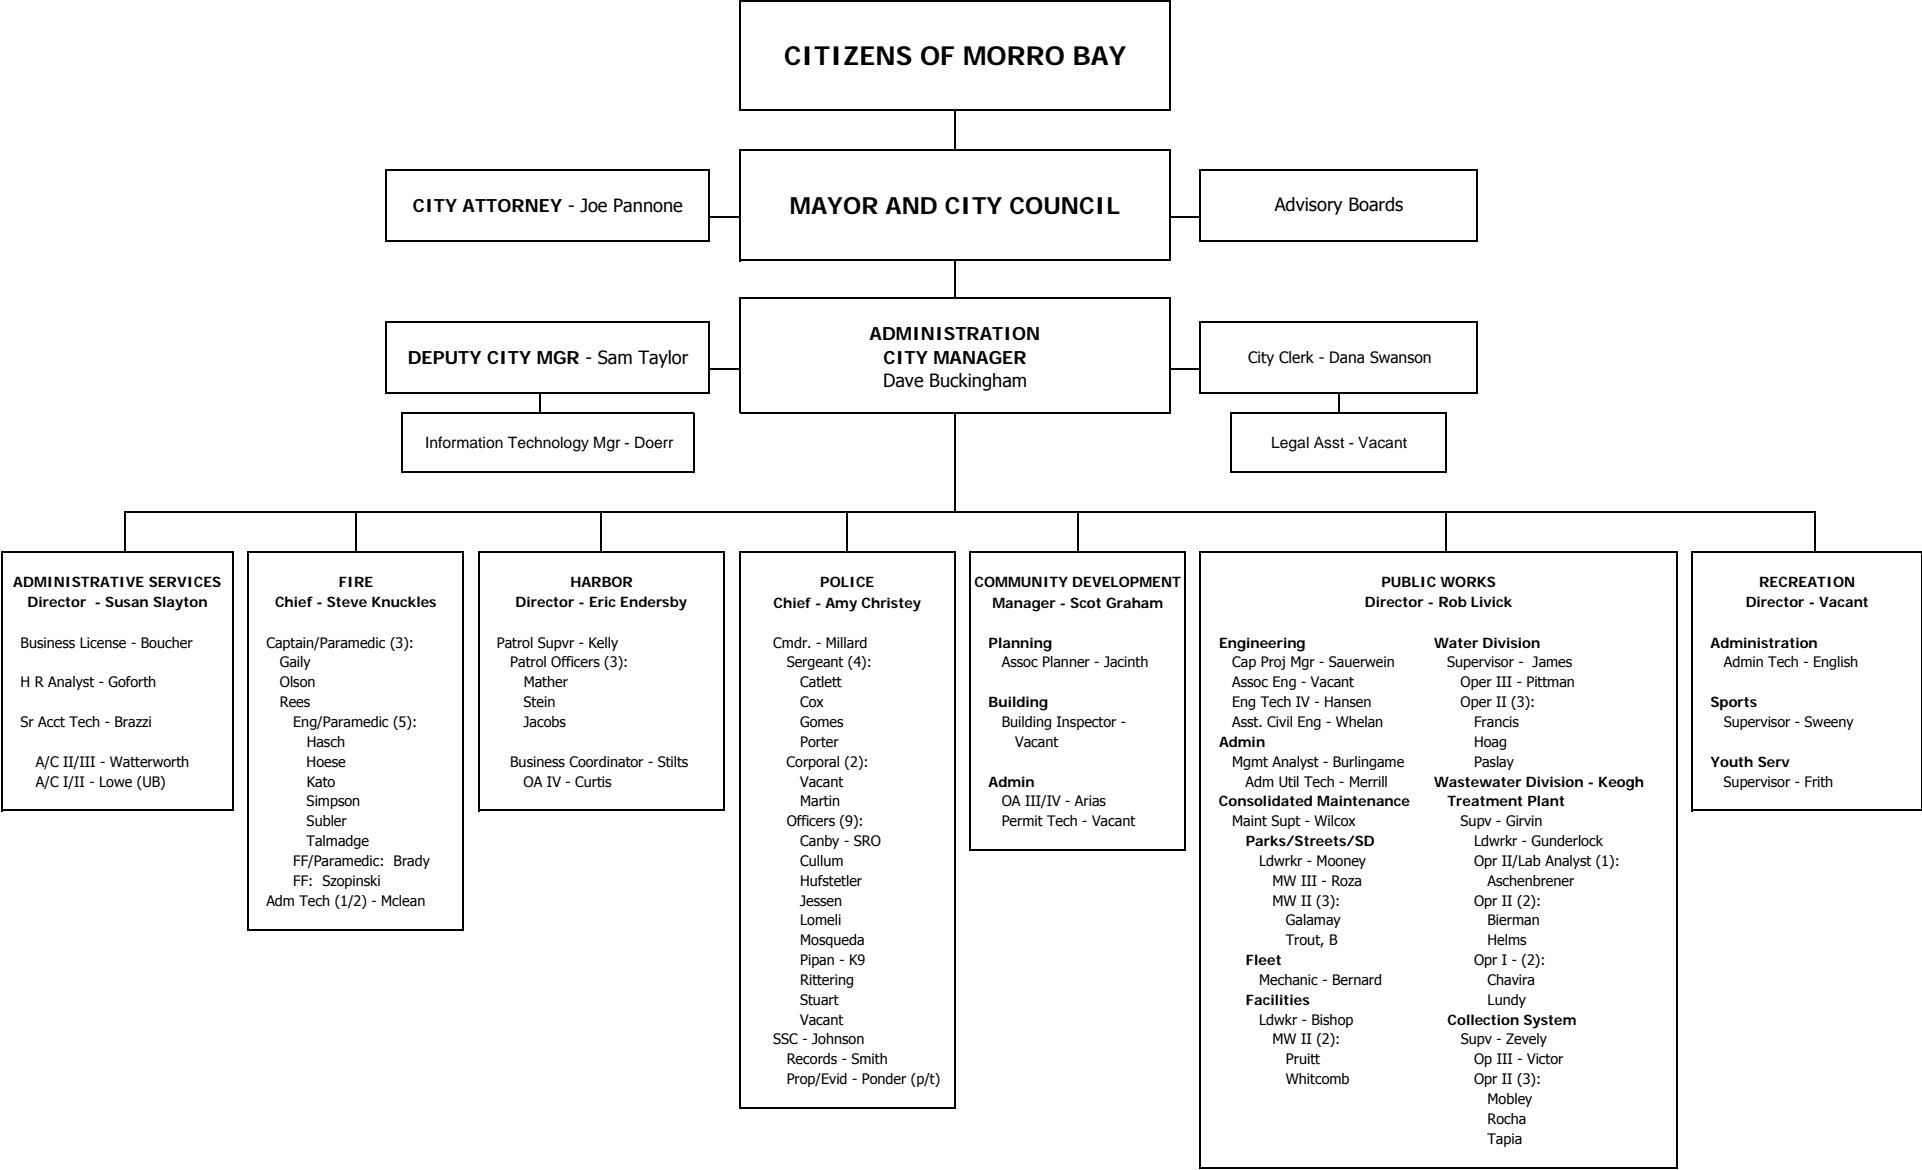 CITIZENS OF MORRO BAY
CITY ATTORNEY - Joe Pannone
MAYOR AND CITY COUNCIL
Advisory Boards
DEPUTY CITY MGR - Sam Taylor
ADMINISTRATION
CITY MANAGER
Dave Buckingham
City Clerk - Dana Swanson
Information Technology Mgr - Doerr
Legal Asst - Vacant
ADMINISTRATIVE SERVICES
Director - Susan Slayton
Business License - Boucher
H R Analyst - Goforth
Sr Acct Tech - Brazzi
A/C II/III - Watterworth
A/C I/II - Lowe (UB)
FIRE
Chief - Steve Knuckles
Captain/Paramedic (3):
Gaily
Olson
Rees
Eng/Paramedic (5):
Hasch
Hoese
Kato
Simpson
Subler
Talmadge
FF/Paramedic: Brady
FF: Szopinski
Adm Tech (1/2) - Mclean
HARBOR
Director - Eric Endersby
Patrol Supvr - Kelly
Patrol Officers (3):
Mather
Stein
Jacobs
Business Coordinator - Stilts
OA IV - Curtis
POLICE
Chief - Amy Christey
Cmdr. - Millard
Sergeant (4):
Catlett
Cox
Gomes
Porter
Corporal (2):
Vacant
Martin
Officers (9):
Canby - SRO
Cullum
Hufstetler
Jessen
Lomeli
Mosqueda
Pipan - K9
Rittering
Stuart
Vacant
SSC - Johnson
Records - Smith
Prop/Evid - Ponder (p/t)
COMMUNITY DEVELOPMENT
Manager - Scot Graham
Planning
Assoc Planner - Jacinth
Building
Building Inspector -
Vacant
Admin
OA III/IV - Arias
Permit Tech - Vacant
PUBLIC WORKS
Director - Rob Livick
Engineering
Cap Proj Mgr - Sauerwein
Assoc Eng - Vacant
Eng Tech IV - Hansen
Asst. Civil Eng - Whelan
Admin
Mgmt Analyst - Burlingame
Adm Util Tech - Merrill
Consolidated Maintenance
Maint Supt - Wilcox
Parks/Streets/SD
Ldwrkr - Mooney
MW III - Roza
MW II (3):
Galamay
Trout, B
Fleet
Mechanic - Bernard
Facilities
Ldwkr - Bishop
MW II (2):
Pruitt
Whitcomb
Water Division
Supervisor - James
Oper III - Pittman
Oper II (3):
Francis
Hoag
Paslay
Wastewater Division - Keogh
Treatment Plant
Supv - Girvin
Ldwrkr - Gunderlock
Opr II/Lab Analyst (1):
Aschenbrener
Opr II (2):
Bierman
Helms
Opr I - (2):
Chavira
Lundy
Collection System
Supv - Zevely
Op III - Victor
Opr II (3):
Mobley
Rocha
Tapia
RECREATION
Director - Vacant
Administration
Admin Tech - English
Sports
Supervisor - Sweeny
Youth Serv
Supervisor - Frith